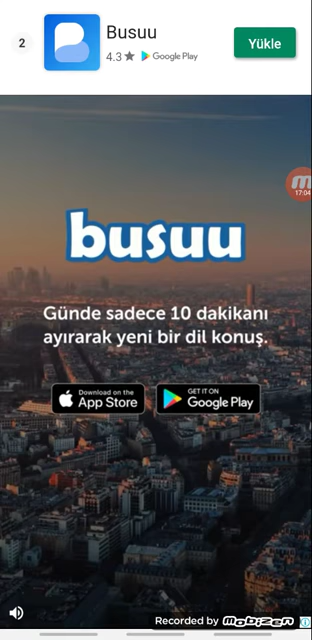 2
Busuu
4.3★ Google Play
Yükle
17:04
busuu
Günde sadece 10 dakikanı
ayırarak yeni bir dil konuş.
Download on the
App Store
GET IT ON
Google Play
Recorded by mobizen